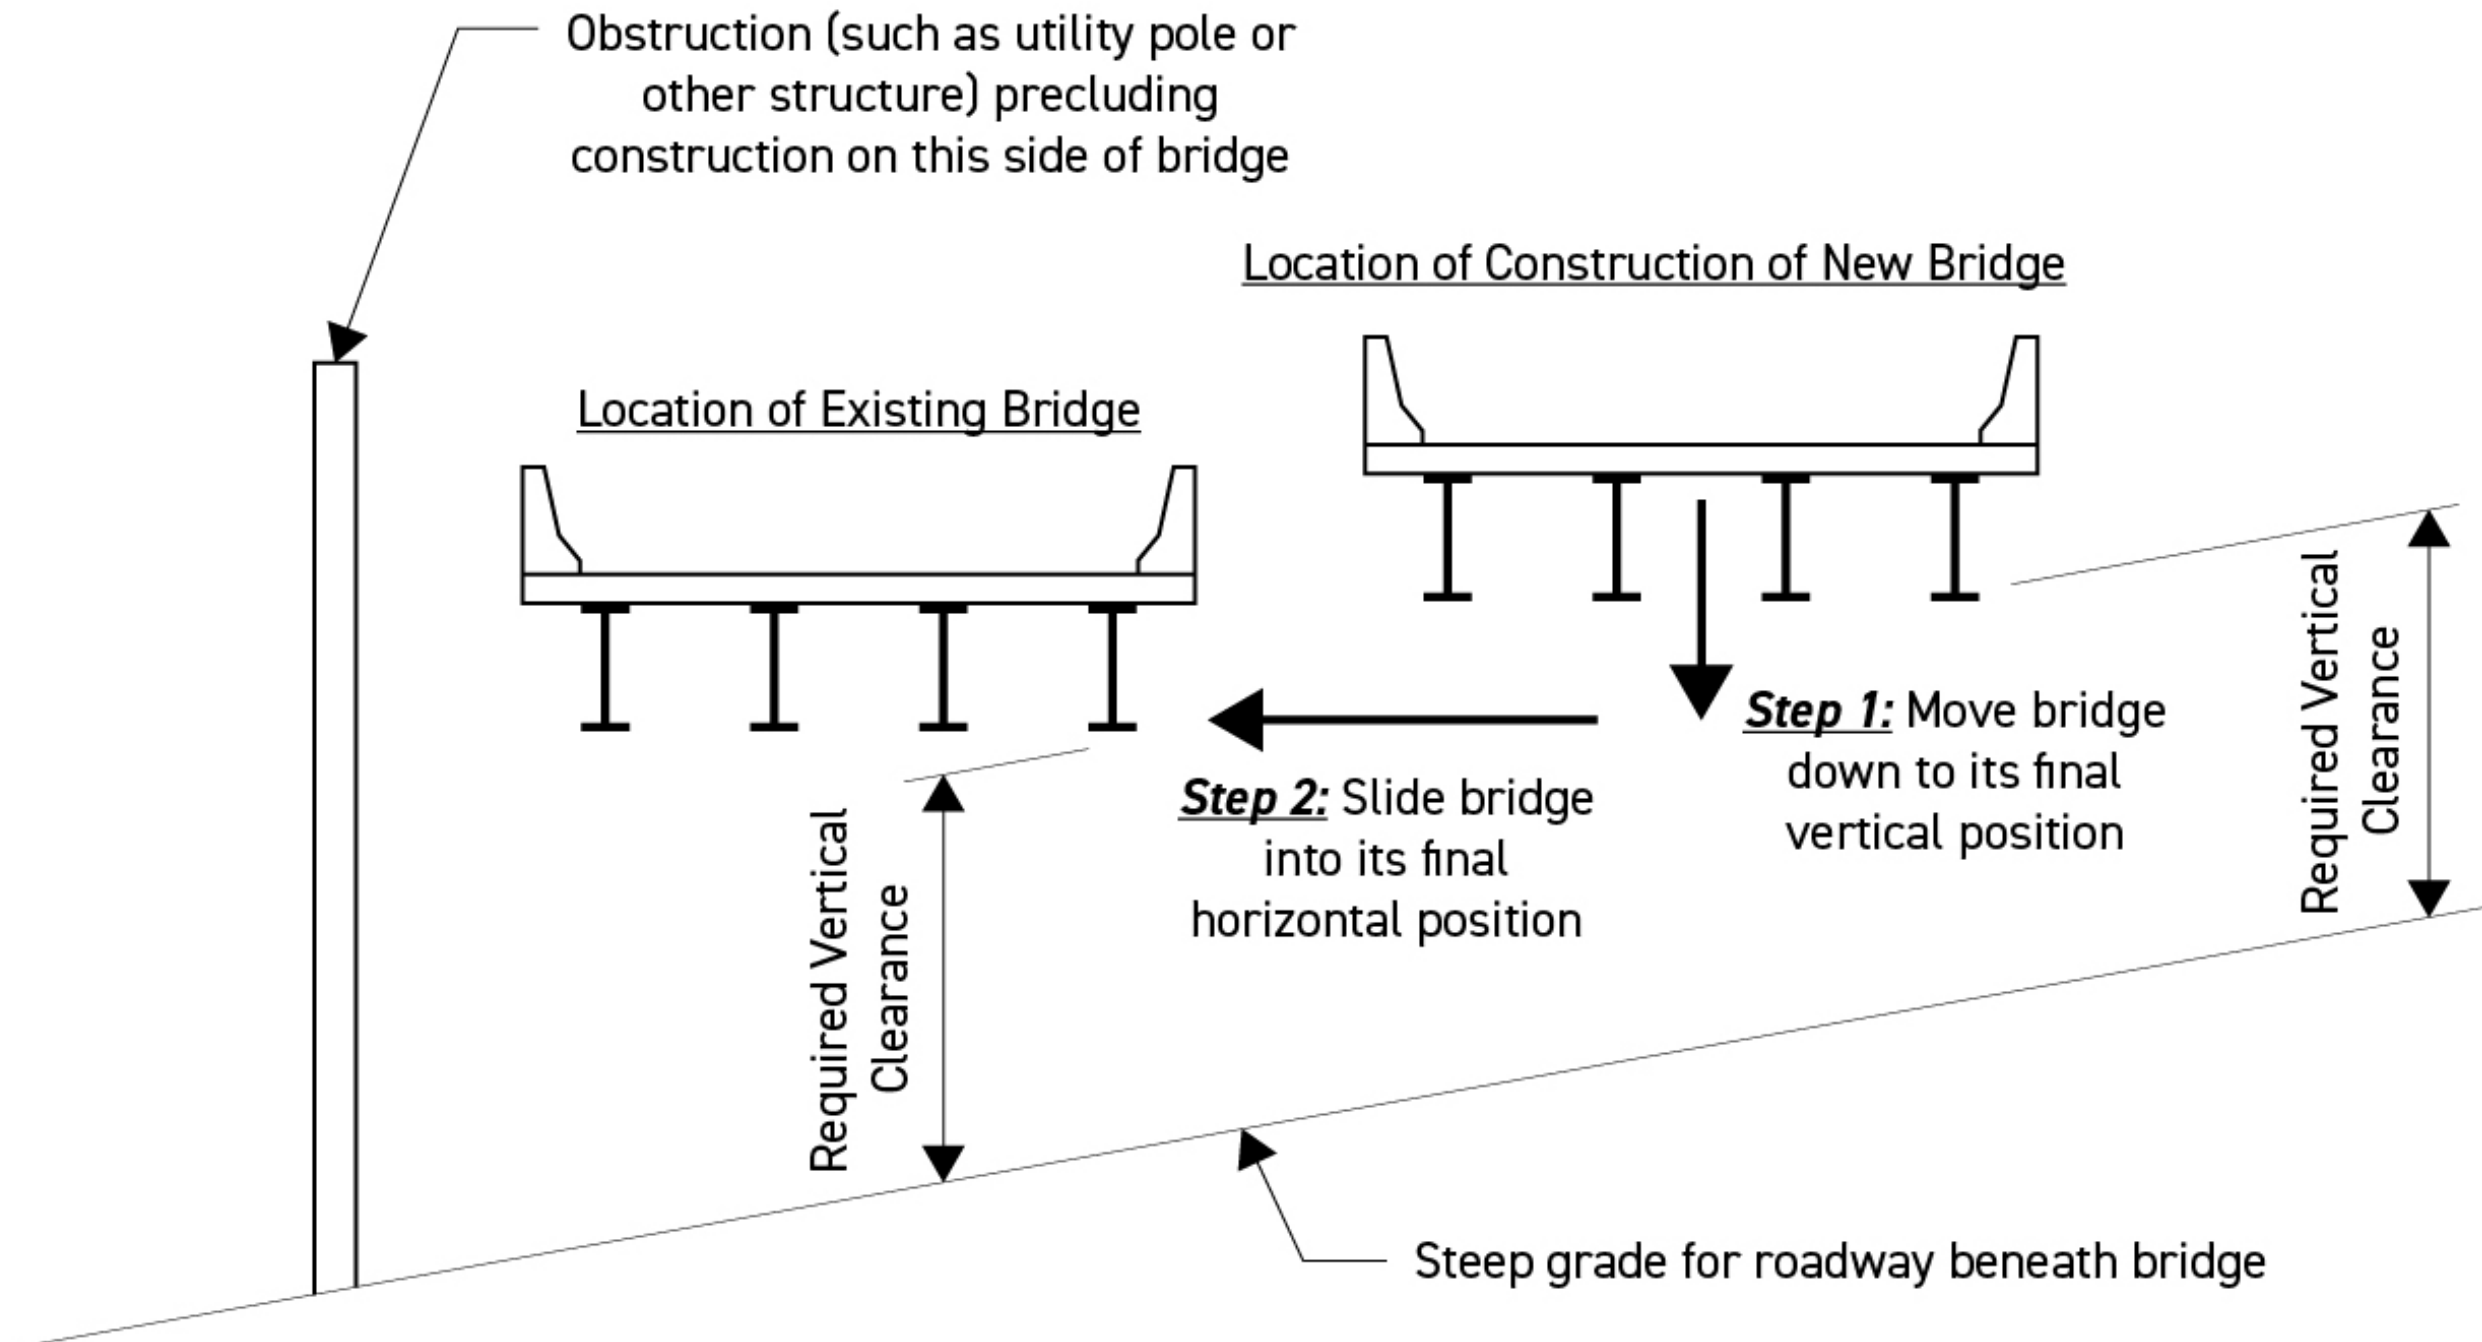 Obstruction (such as utility pole or
other structure) precluding
construction on this side of bridge
Location of Construction of New Bridge
Location of Existing Bridge
Required Vertical
Clearance
Step 1: Move bridge
down to its final
vertical position
Step 2: Slide bridge
into its final
horizontal position
Required Vertical
Clearance
Steep grade for roadway beneath bridge